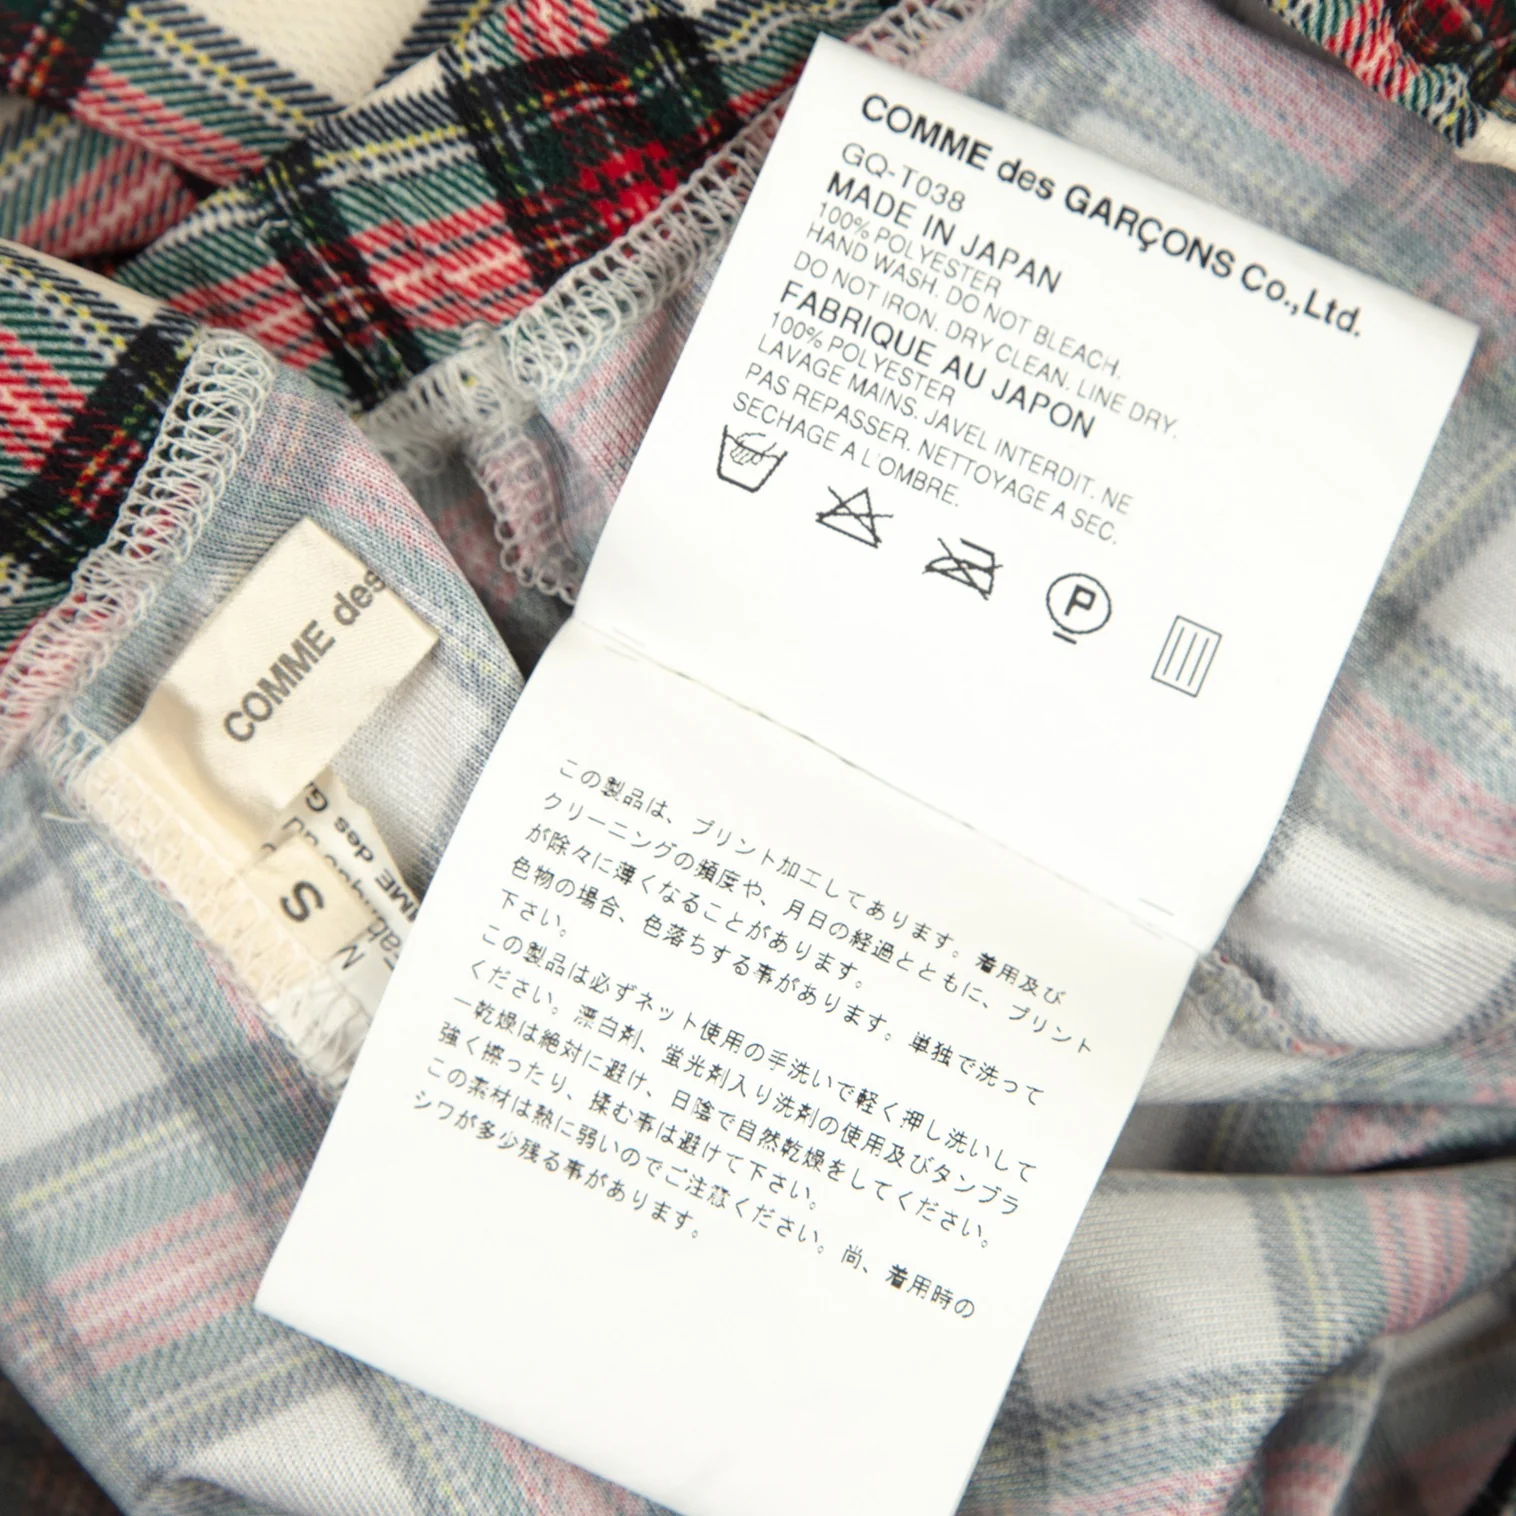 COMME des GARÇONS Co.,Ltd.
GQ-T038
MADE IN JAPAN
100% POLYESTER
HAND WASH. DO NOT BLEACH.
DO NOT IRON. DRY CLEAN. LINE DRY.
FABRIQUE AU JAPON
100% POLYESTER
LAVAGE MAINS. JAVEL INTERDIT. NE
PAS REPASSER. NETTOYAGE A SEC.
SECHAGE A L'OMBRE.
P
この製品は、プリント加工してあります。着用及び
クリーニングの頻度や、月日の経過とともに、プリント
が除々に薄くなることがあります。
色物の場合、色落ちする事があります。単独で洗って
下さい。
この製品は必ずネット使用の手洗いで軽く押し洗いして
ください。漂白剤、蛍光剤入り洗剤の使用及びタンブラ
ー乾燥は絶対に避け、日陰で自然乾燥をしてください。
強く擦ったり、揉む事は避けて下さい。
この素材は熱に弱いのでご注意ください。尚、着用時の
シワが多少残る事があります。
COMME des
S